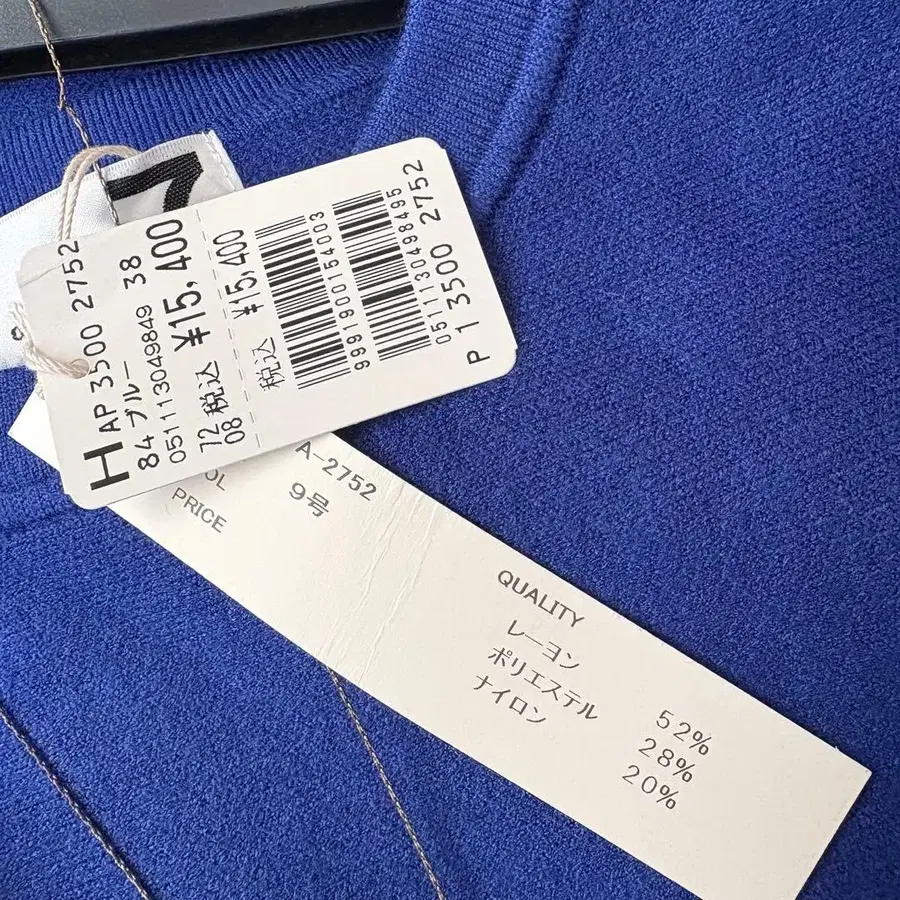 H AP 3500 2752
84 ブルー 38
0511130498​49
72 税込 ¥15,400
08
税込 ¥15,400
9991900154003
0511130498495
P 1 3500 2752
A-2752
9号
PRICE
QUALITY
レーヨン 52%
ポリエステル 28%
ナイロン 20%